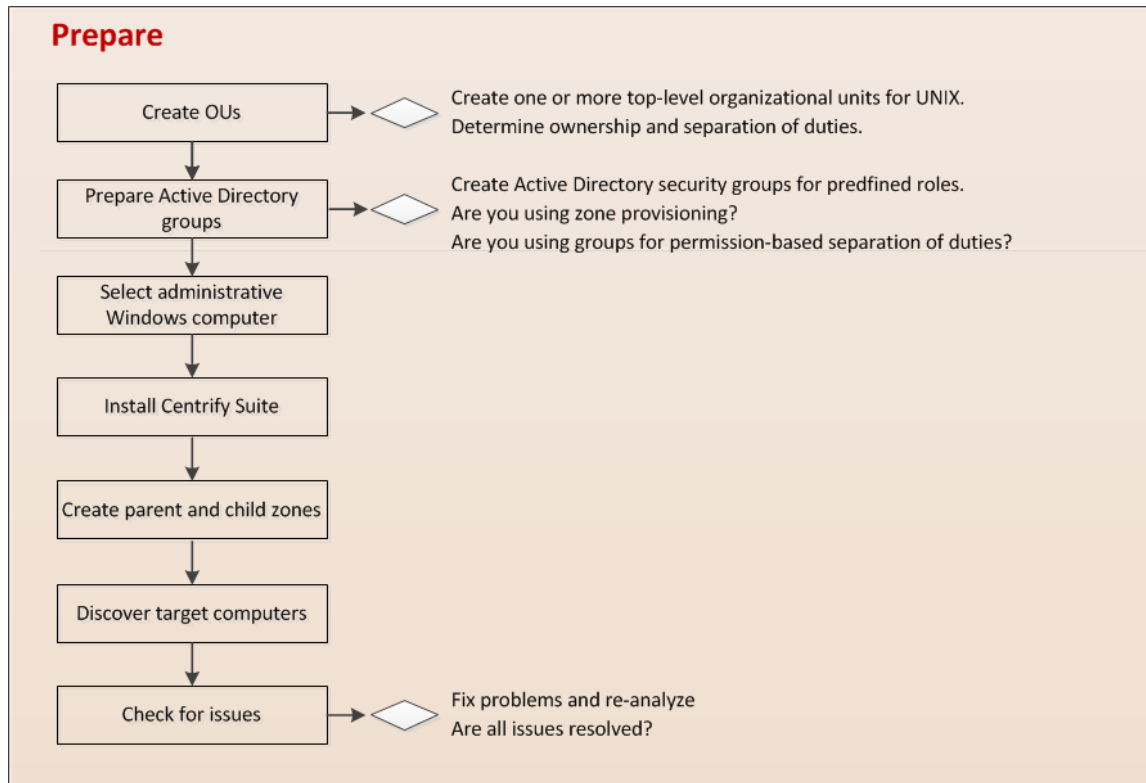 Prepare
Create OUs
Create one or more top-level organizational units for UNIX.
Determine ownership and separation of duties.
Prepare Active Directory
groups
Create Active Directory security groups for predfined roles.
Are you using zone provisioning?
Are you using groups for permission-based separation of duties?
Select administrative
Windows computer
Install Centrify Suite
Create parent and child zones
Discover target computers
Check for issues
Fix problems and re-analyze
Are all issues resolved?